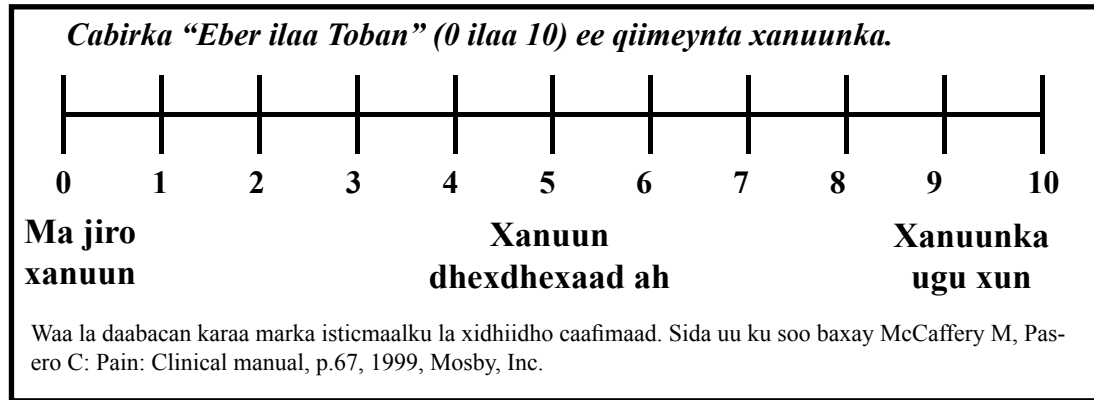 Cabirka “Eber ilaa Toban” (0 ilaa 10) ee qiimeynta xanuunka.
0 1 2 3 4 5 6 7 8 9 10
Ma jiro xanuun
Xanuun dhexdhexaad ah
Xanuunka ugu xun
Waa la daabacan karaa marka isticmaalku la xidhiidho caafimaad. Sida uu ku soo baxay McCaffery M, Pas-
ero C: Pain: Clinical manual, p.67, 1999, Mosby, Inc.